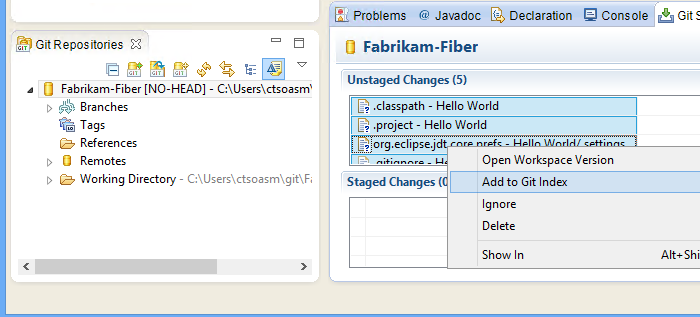 Git Repositories
Fabrikam-Fiber [NO-HEAD] - C:\Users\ctsoasm\
Branches
Tags
References
Remotes
Working Directory - C:\Users\ctsoasm\git\Fa
Problems @ Javadoc Declaration Console Git S
Fabrikam-Fiber
Unstaged Changes (5)
.classpath - Hello World
.project - Hello World
org.eclipse.jdt.core.prefs - Hello World/.settings
.gitignore - H
Staged Changes (0
Open Workspace Version
Add to Git Index
Ignore
Delete
Show In Alt+Shi